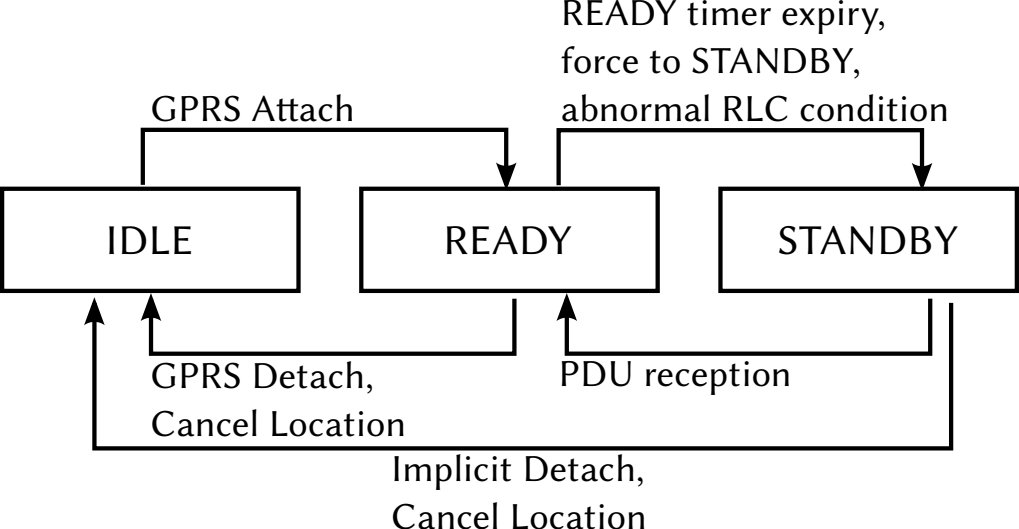 READY timer expiry,
force to STANDBY,
abnormal RLC condition
GPRS Attach
IDLE
READY
STANDBY
GPRS Detach,
Cancel Location
PDU reception
Implicit Detach,
Cancel Location